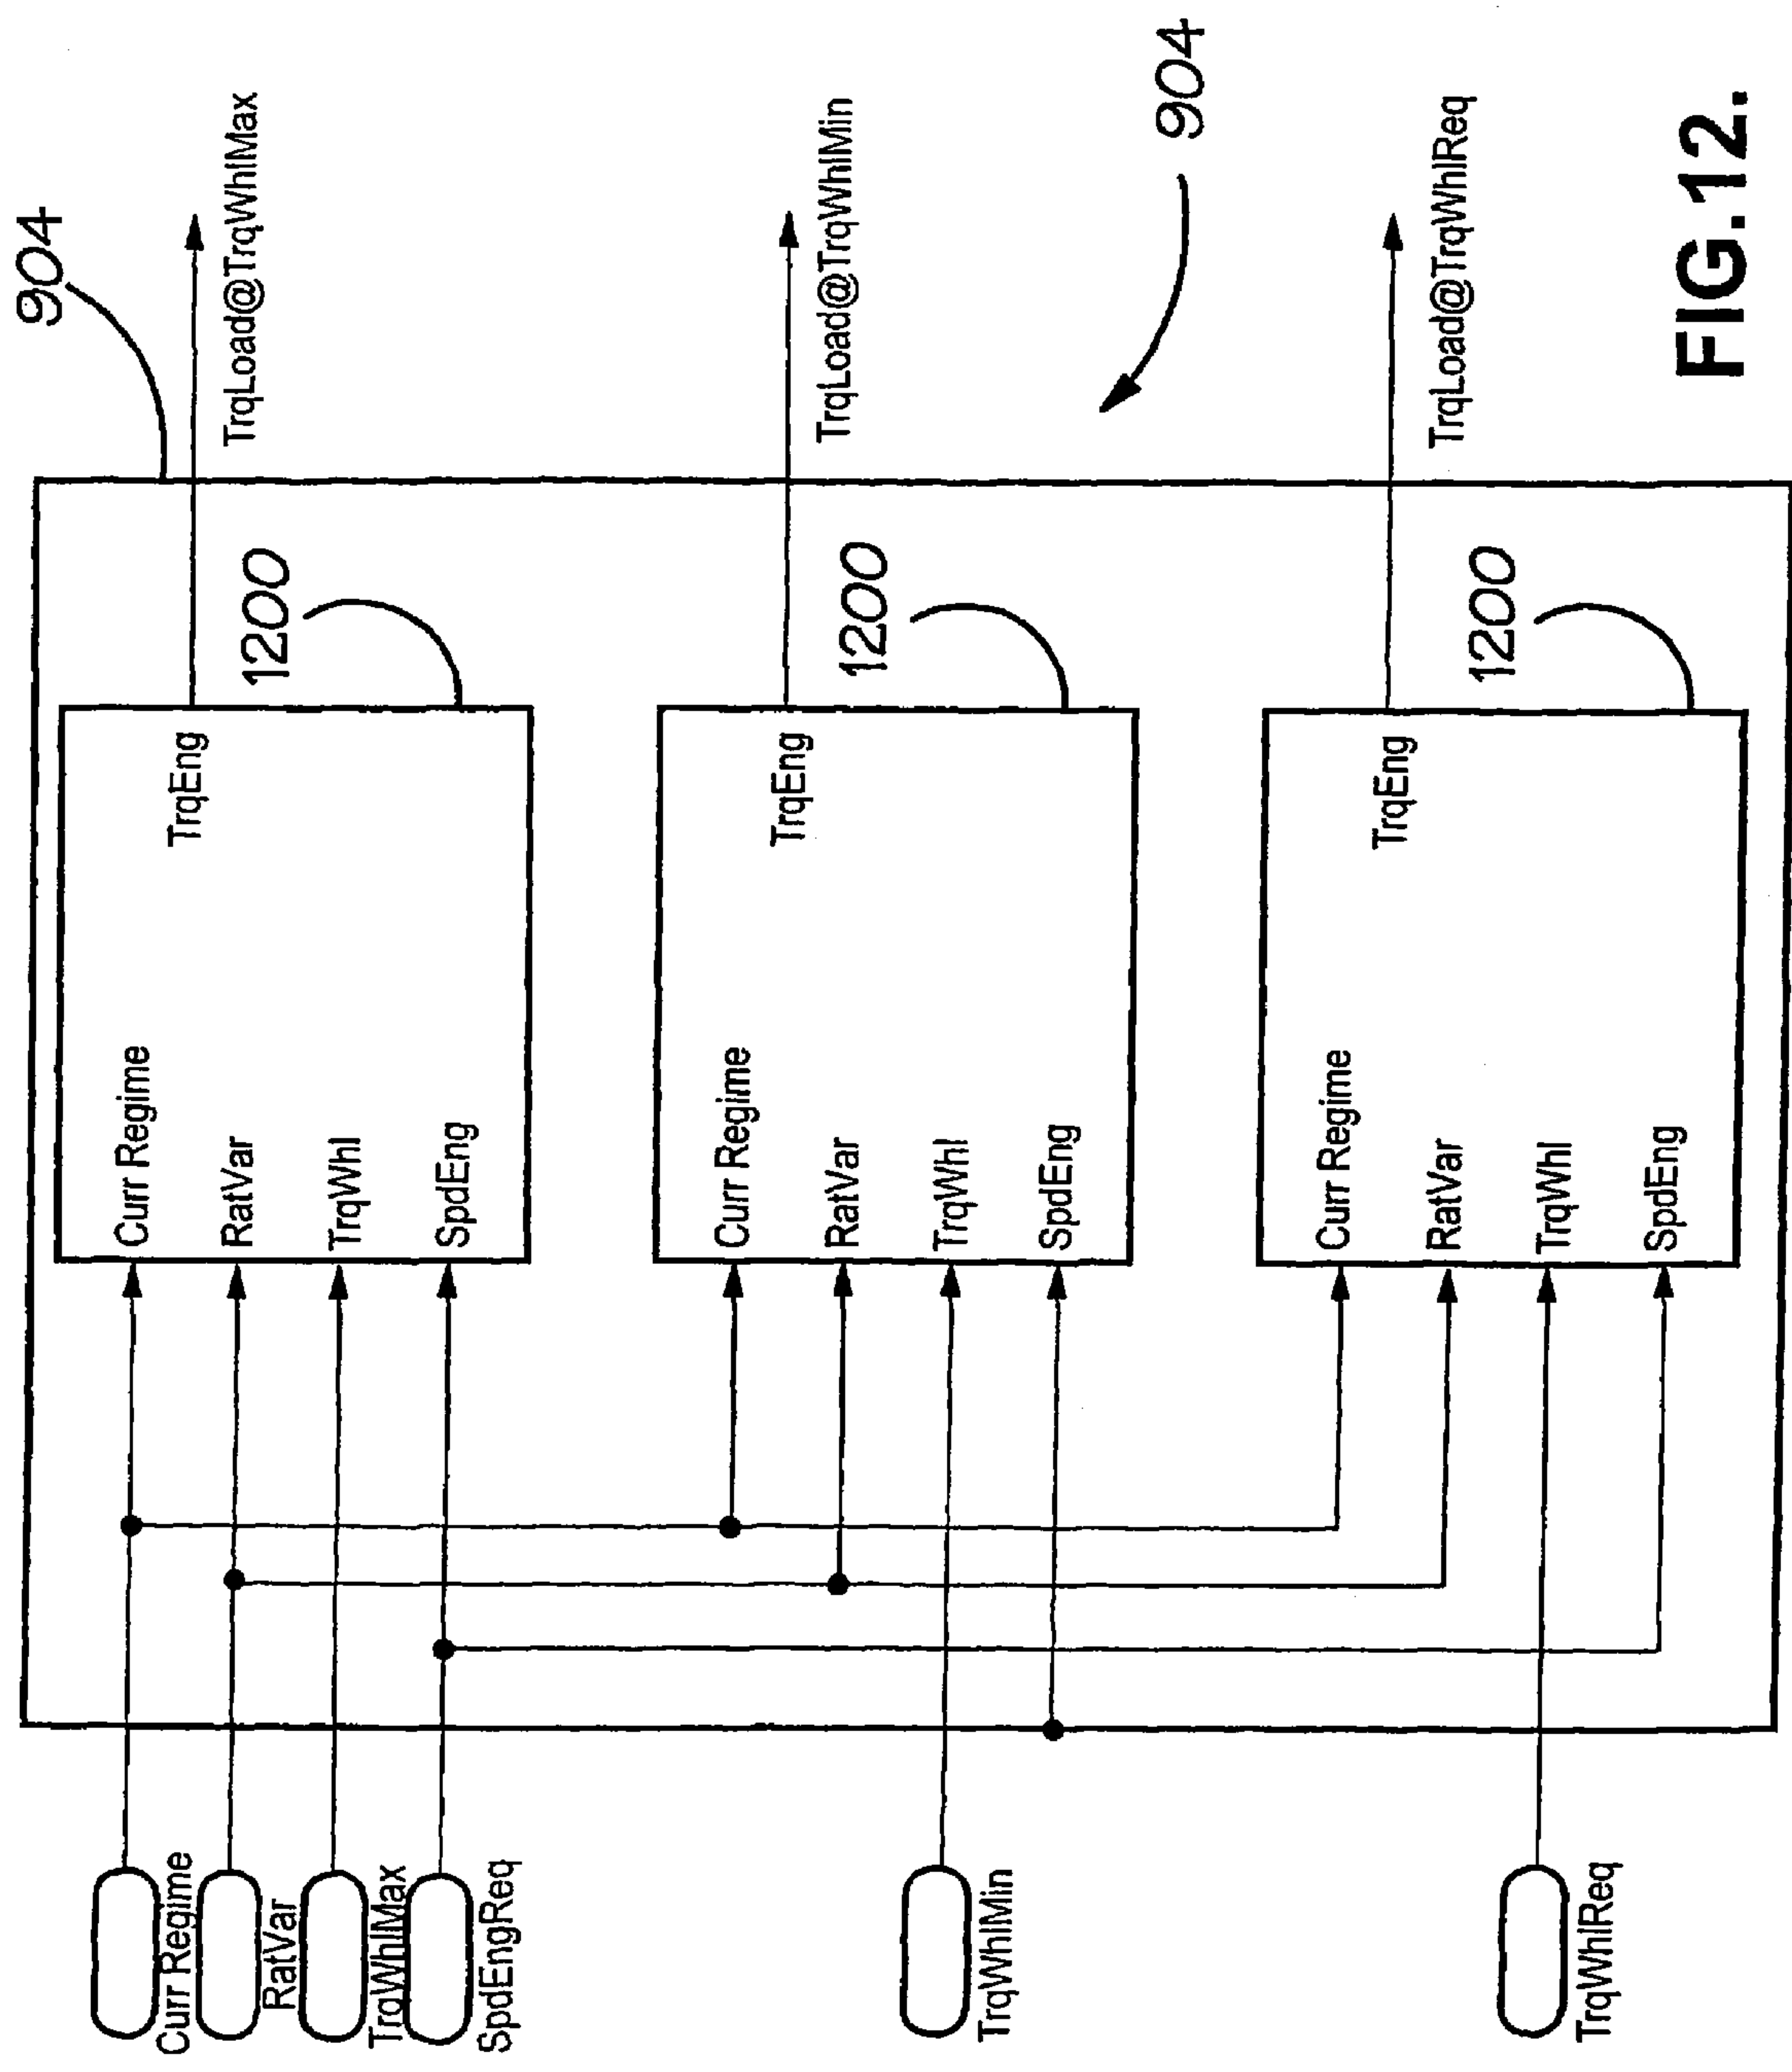 904
Curr Regime
RatVar
TrqWhlMax
SpdEngReq
Curr Regime
RatVar
TrqWhl
SpdEng
TrqEng
1200
TrqLoad@TrqWhlMax
TrqWhlMin
Curr Regime
RatVar
TrqWhl
SpdEng
TrqEng
1200
TrqLoad@TrqWhlMin
904
TrqWhlReq
Curr Regime
RatVar
TrqWhl
SpdEng
TrqEng
1200
TrqLoad@TrqWhlReq
FIG.12.